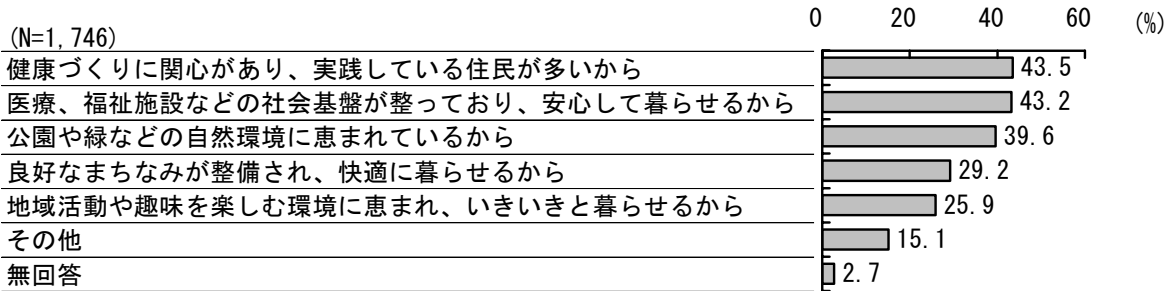 0 20 40 60 (%)
(N=1,746)
健康づくりに関心があり、実践している住民が多いから 43.5
医療、福祉施設などの社会基盤が整っており、安心して暮らせるから 43.2
公園や緑などの自然環境に恵まれているから 39.6
良好なまちなみが整備され、快適に暮らせるから 29.2
地域活動や趣味を楽しむ環境に恵まれ、いきいきと暮らせるから 25.9
その他 15.1
無回答 2.7